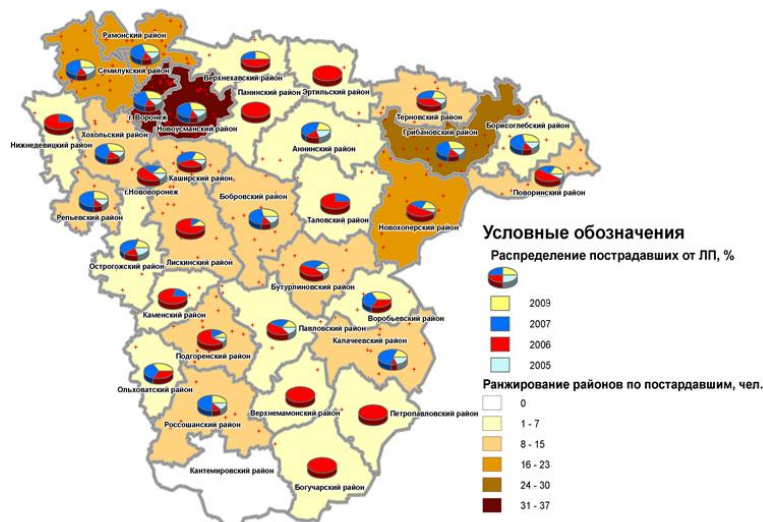 Рамонский район
Семилукский район
Верхнехавский район
Эртильский район
Панинский район
г. Воронеж
Новоусманский район
Терновский район
Хохольский район
Нижнедевицкий район
Аннинский район
Грибановский район
Борисоглебский район
Каширский район
г.Нововоронеж
Бобровский район
Поворинский район
Репьевский район
Таловский район
Новохоперский район
Лискинский район
Острогожский район
Бутурлиновский район
Каменский район
Воробьевский район
Павловский район
Калачеевский район
Подгоренский район
Ольховатский район
Верхнемамонский район
Петропавловский район
Россошанский район
Кантемировский район
Богучарский район
Условные обозначения
Распределение пострадавших от ЛП, %
2009
2007
2006
2005
Ранжирование районов по постардавшим, чел.
0
1 - 7
8 - 15
16 - 23
24 - 30
31 - 37